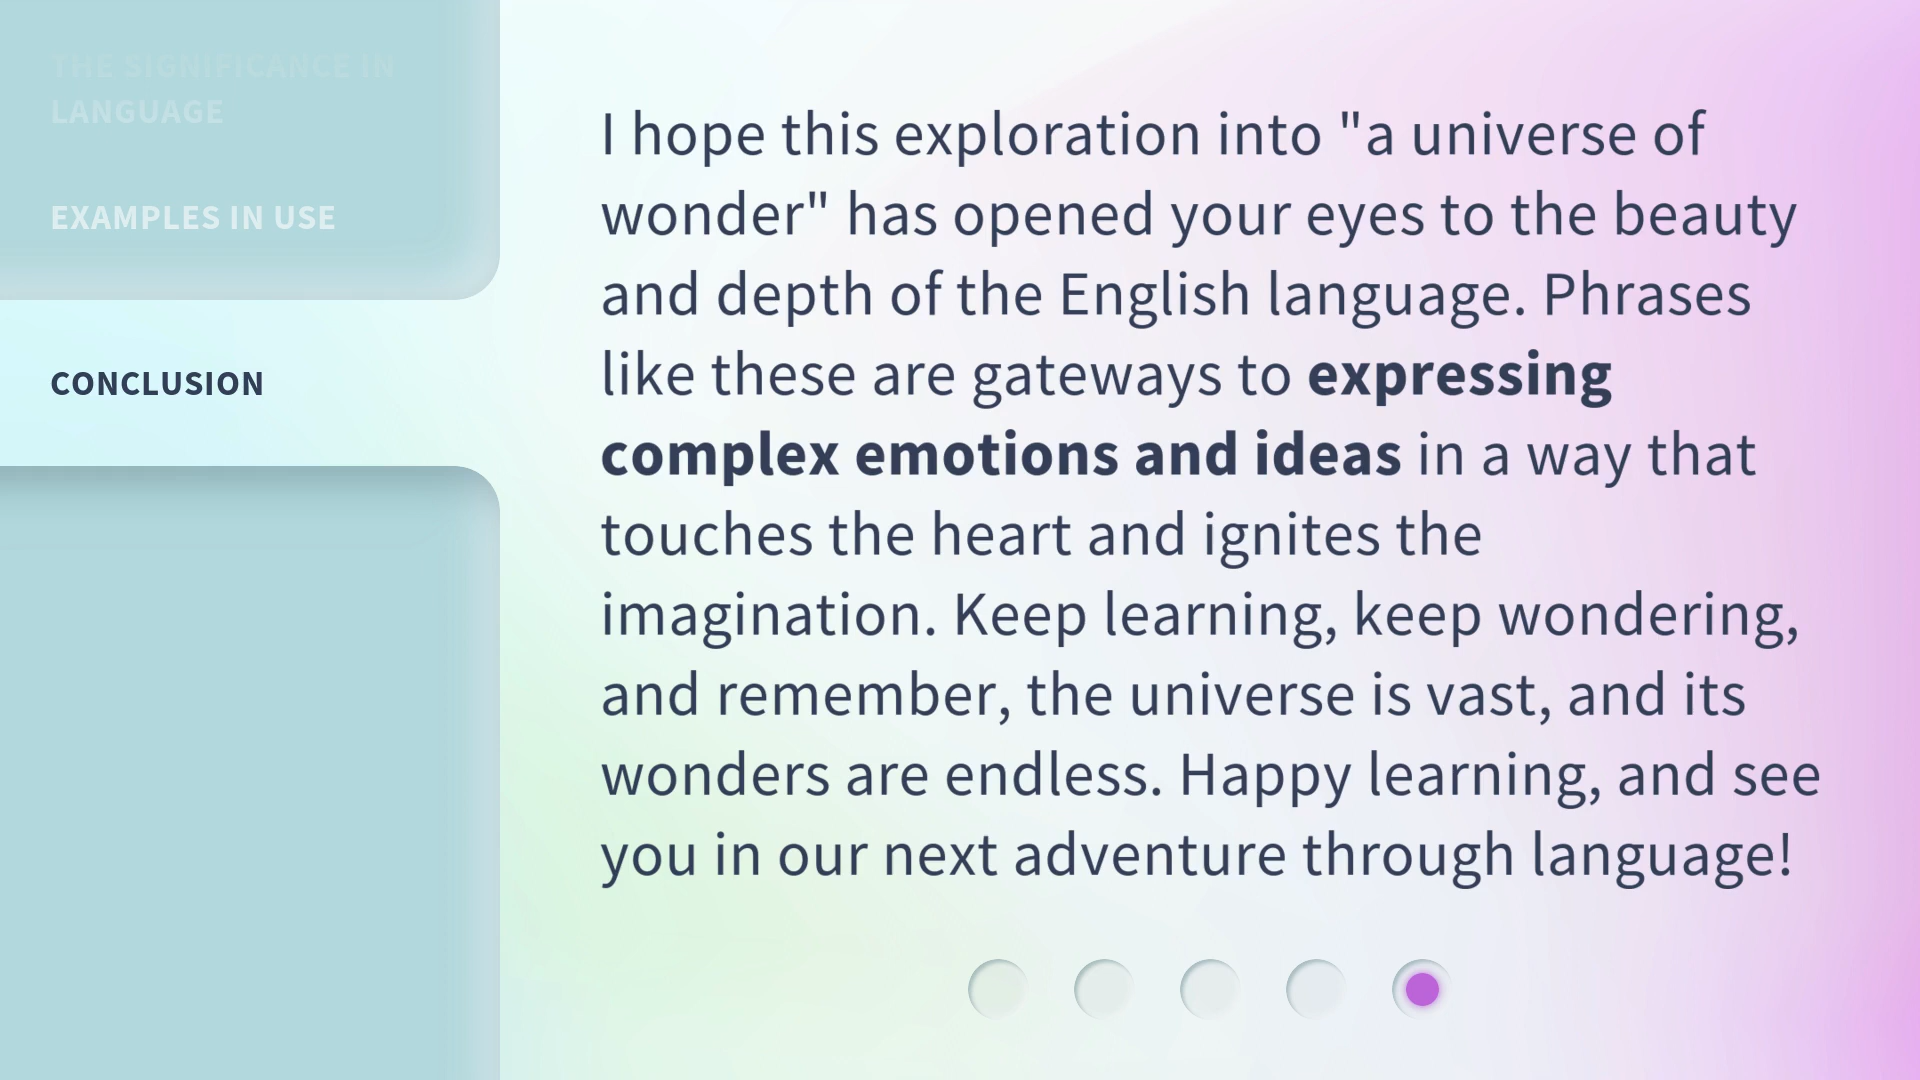 THE SIGNIFICANCE IN
LANGUAGE
EXAMPLES IN USE
CONCLUSION
I hope this exploration into "a universe of
wonder" has opened your eyes to the beauty
and depth of the English language. Phrases
like these are gateways to expressing
complex emotions and ideas in a way that
touches the heart and ignites the
imagination. Keep learning, keep wondering,
and remember, the universe is vast, and its
wonders are endless. Happy learning, and see
you in our next adventure through language!